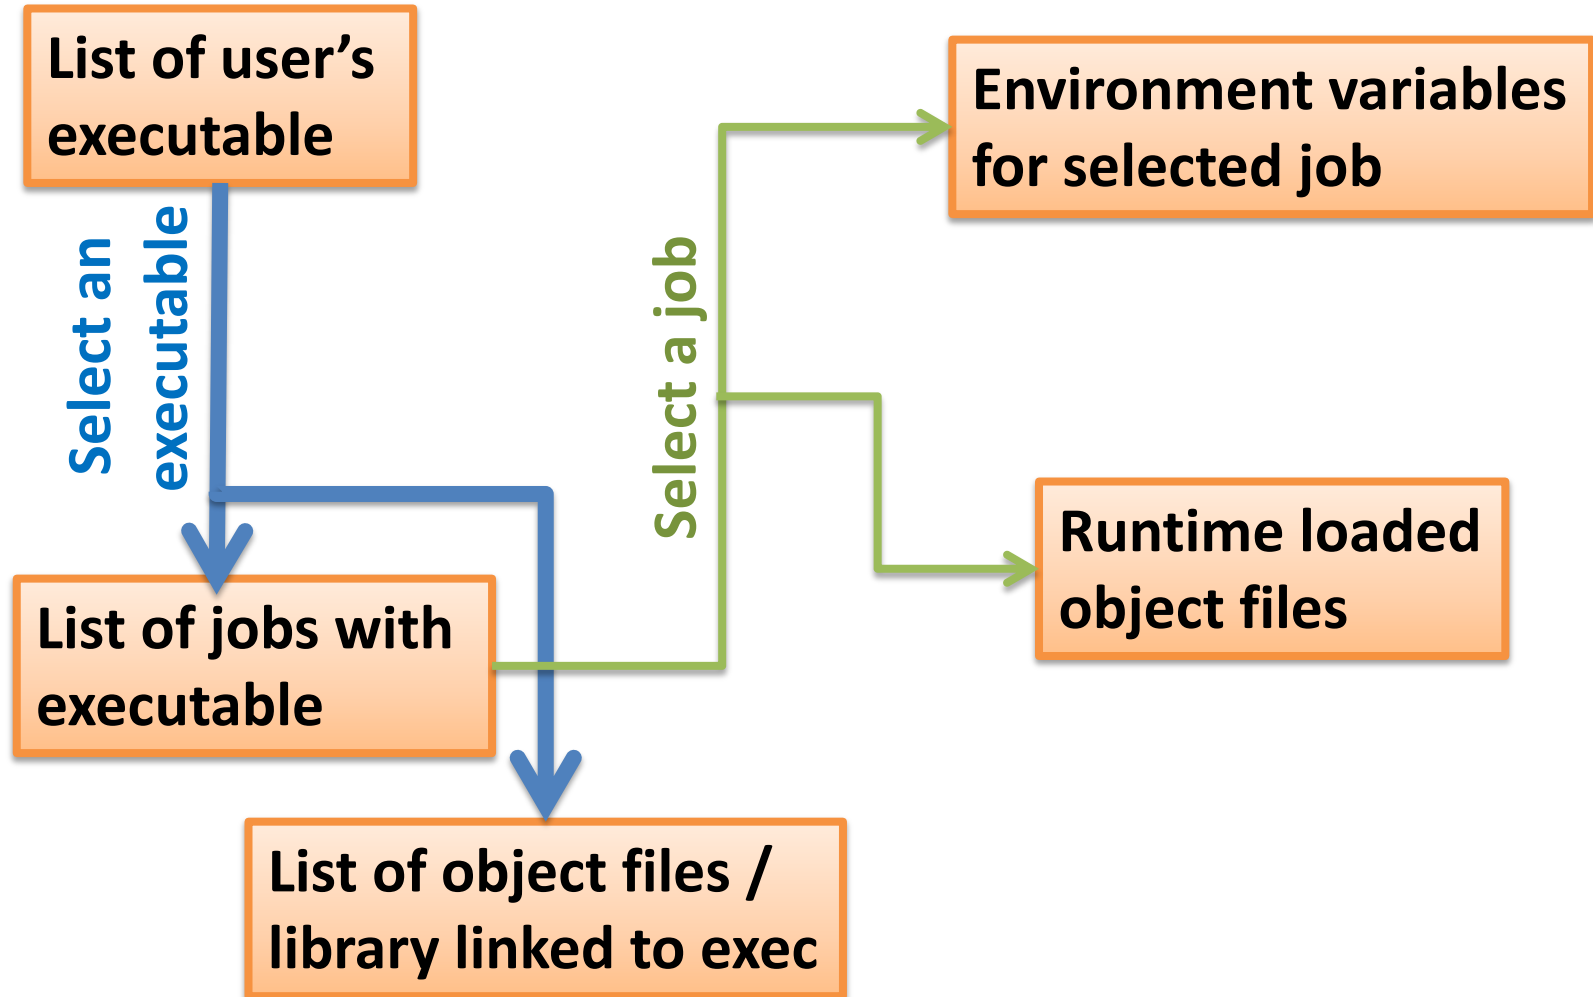 List of user’s
executable
Environment variables
for selected job
Select an
executable
Select a job
Runtime loaded
object files
List of jobs with
executable
List of object files /
library linked to exec